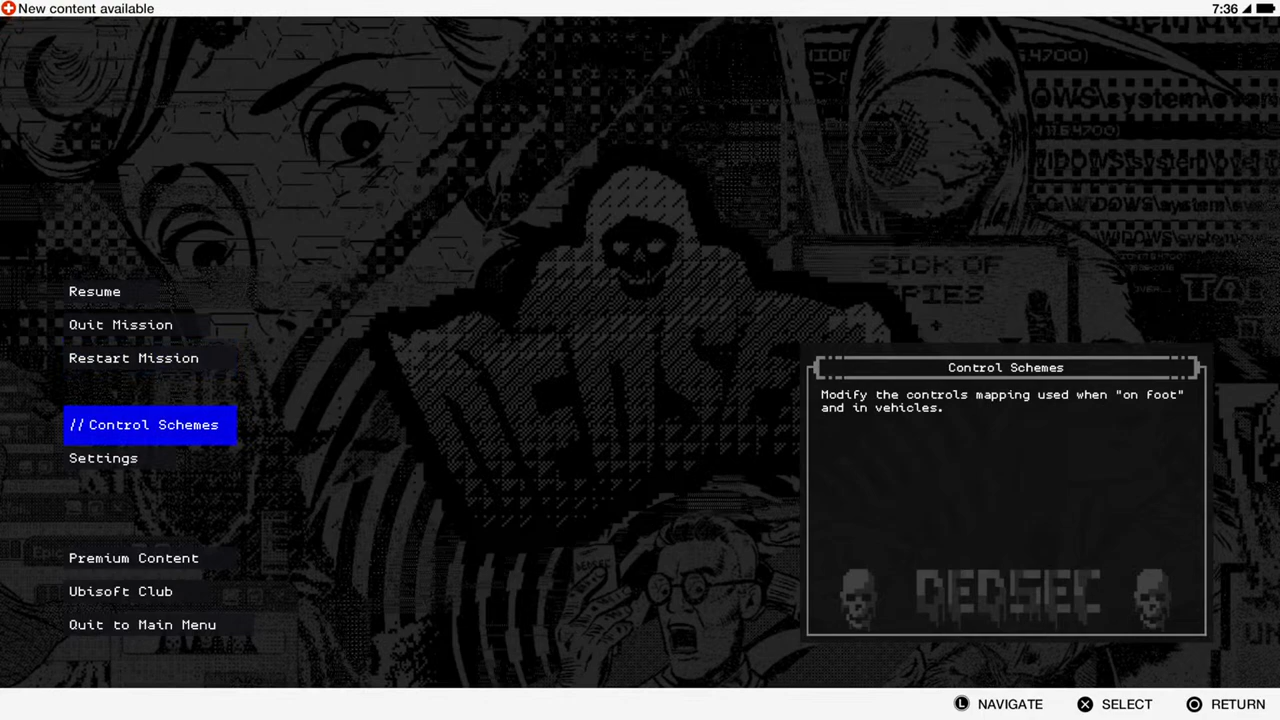 New content available
7:36
SICK OF
Resume
Quit Mission
Restart Mission
// Control Schemes
Settings
Premium Content
Ubisoft Club
Quit to Main Menu
Control Schemes
Modify the controls mapping used when "on foot"
and in vehicles.
DEDSEC
L NAVIGATE
SELECT
RETURN